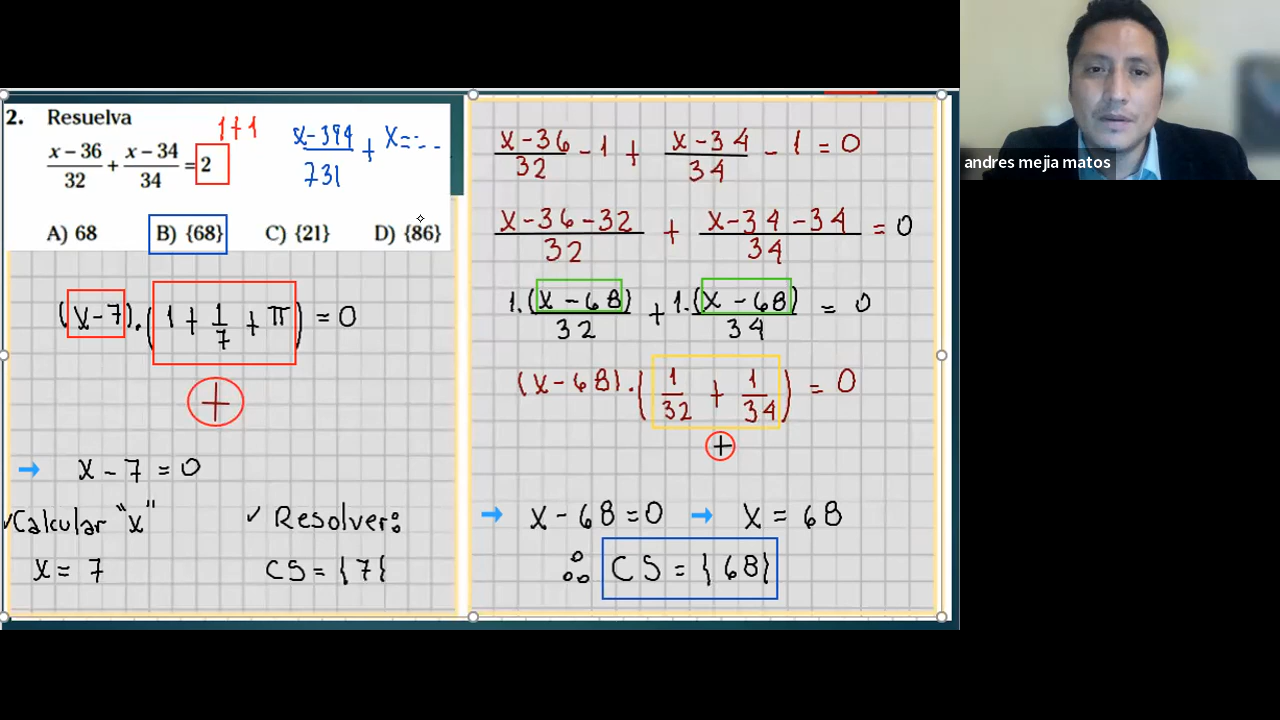 2. Resuelva
1+1
x – 36 / 32 + x – 34 / 34 = 2
x-394 / 731 + x=---
A) 68 B) {68} C) {21} D) {86}
(x-7).(1 + 1/7 + π) = 0
+
→ x - 7 = 0
✓Calcular "x"
x = 7
✓ Resolver:
CS = {7{
x-36 / 32 - 1 + x-34 / 34 - 1 = 0
x-36-32 / 32 + x-34-34 / 34 = 0
1.(x-68) / 32 + 1.(x-68) / 34 = 0
(x-68).(1/32 + 1/34) = 0
+
→ x-68=0 → x = 68
∴ CS = {68}
andres mejia matos